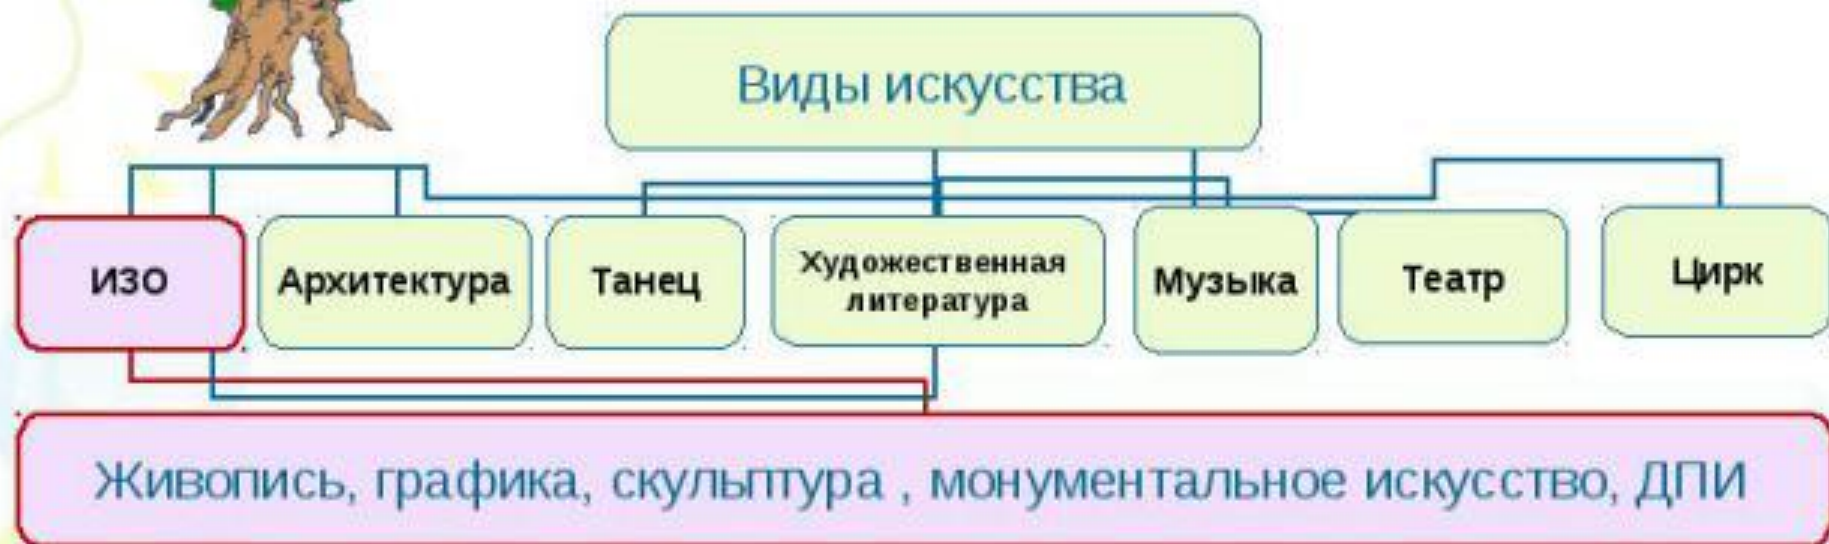 Виды искусства
ИЗО
Архитектура
Танец
Художественная
литература
Музыка
Театр
Цирк
Живопись, графика, скульптура , монументальное искусство, ДПИ